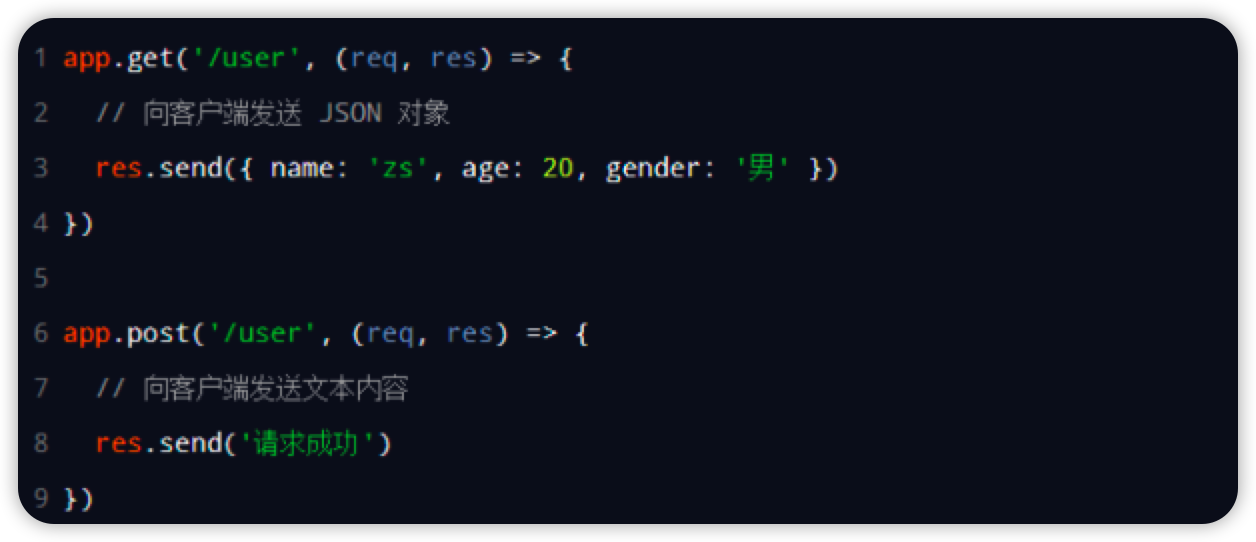 1 app.get('/user', (req, res) => {
2   // 向客户端发送 JSON 对象
3   res.send({ name: 'zs', age: 20, gender: '男' })
4 })
5
6 app.post('/user', (req, res) => {
7   // 向客户端发送文本内容
8   res.send('请求成功')
9 })